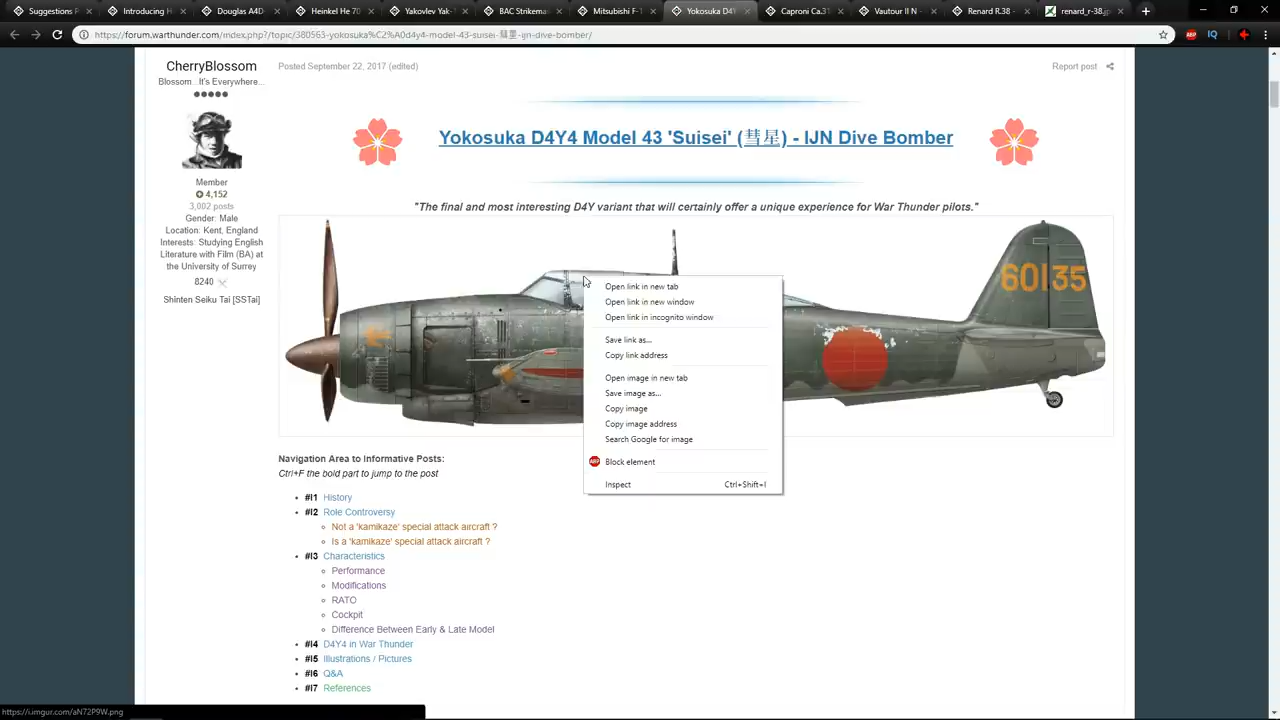 Suggestions P
Introducing H
Douglas A4D
Heinkel He 70
Yakovlev Yak-
BAC Strikemas
Mitsubishi F-1
Yokosuka D4Y
Caproni Ca.31
Vautour II N
Renard R.38 -
renard_r-38.jp
https://forum.warthunder.com/index.php?/topic/380563-yokosuka%C2%A0d4y4-model-43-suisei-彗星-ijn-dive-bomber/
CherryBlossom
Blossom.. It's Everywhere...
Member
4,152
3,002 posts
Gender: Male
Location: Kent, England
Interests: Studying English
Literature with Film (BA) at
the University of Surrey
8240
Shinten Seiku Tai [SSTai]
Posted September 22, 2017 (edited)
Report post
Yokosuka D4Y4 Model 43 'Suisei' (彗星) - IJN Dive Bomber
"The final and most interesting D4Y variant that will certainly offer a unique experience for War Thunder pilots."
60135
Open link in new tab
Open link in new window
Open link in incognito window
Save link as...
Copy link address
Open image in new tab
Save image as...
Copy image
Copy image address
Search Google for image
ABP Block element
Inspect Ctrl+Shift+I
Navigation Area to Informative Posts:
Ctrl+F the bold part to jump to the post
#I1 History
#I2 Role Controversy
Not a 'kamikaze' special attack aircraft ?
Is a 'kamikaze' special attack aircraft ?
#I3 Characteristics
Performance
Modifications
RATO
Cockpit
Difference Between Early & Late Model
#I4 D4Y4 in War Thunder
#I5 Illustrations / Pictures
#I6 Q&A
#I7 References
https://i.imgur.com/aN72P9W.png